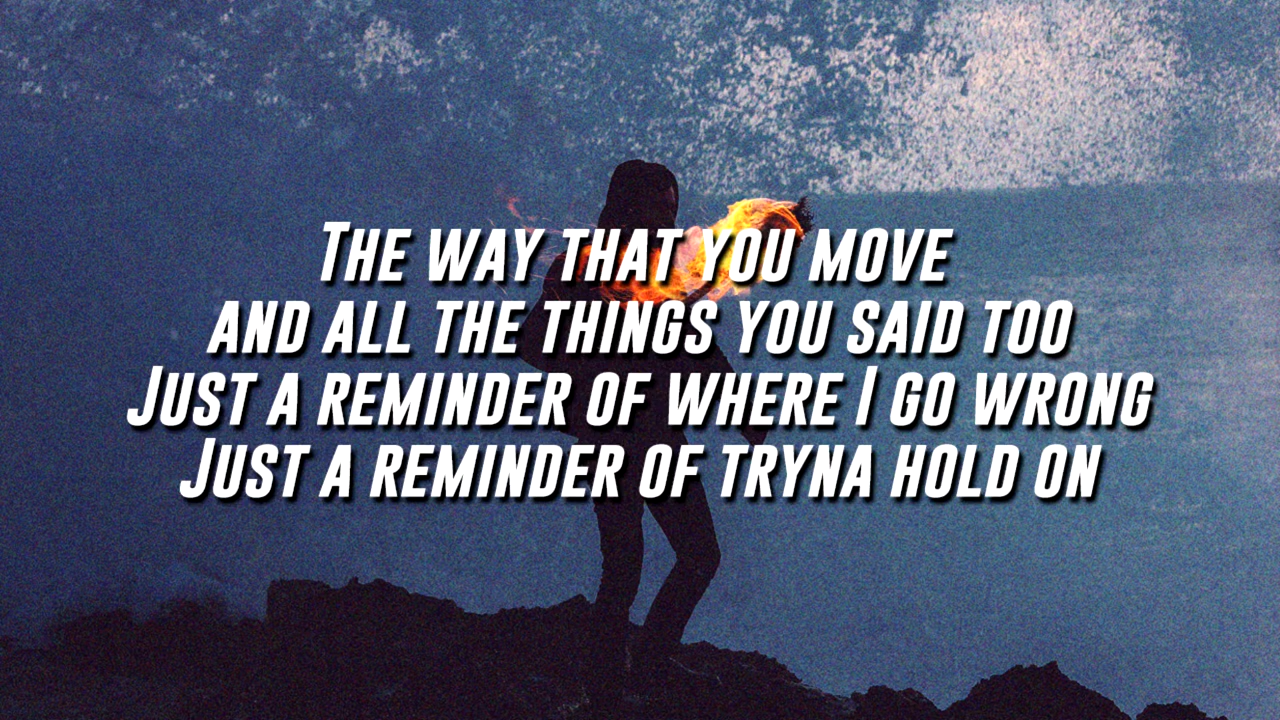 The way that you move
and all the things you said too
Just a reminder of where I go wrong
Just a reminder of tryna hold on